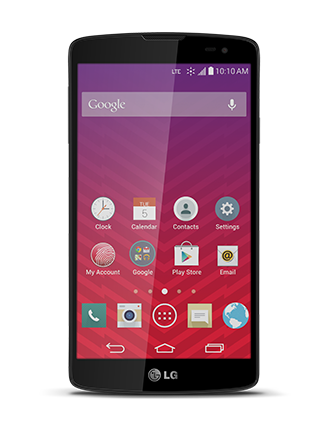 LTE 10:10 AM
Google
TUE
5
Clock Calendar Contacts Settings
My Account Google Play Store Email
LG